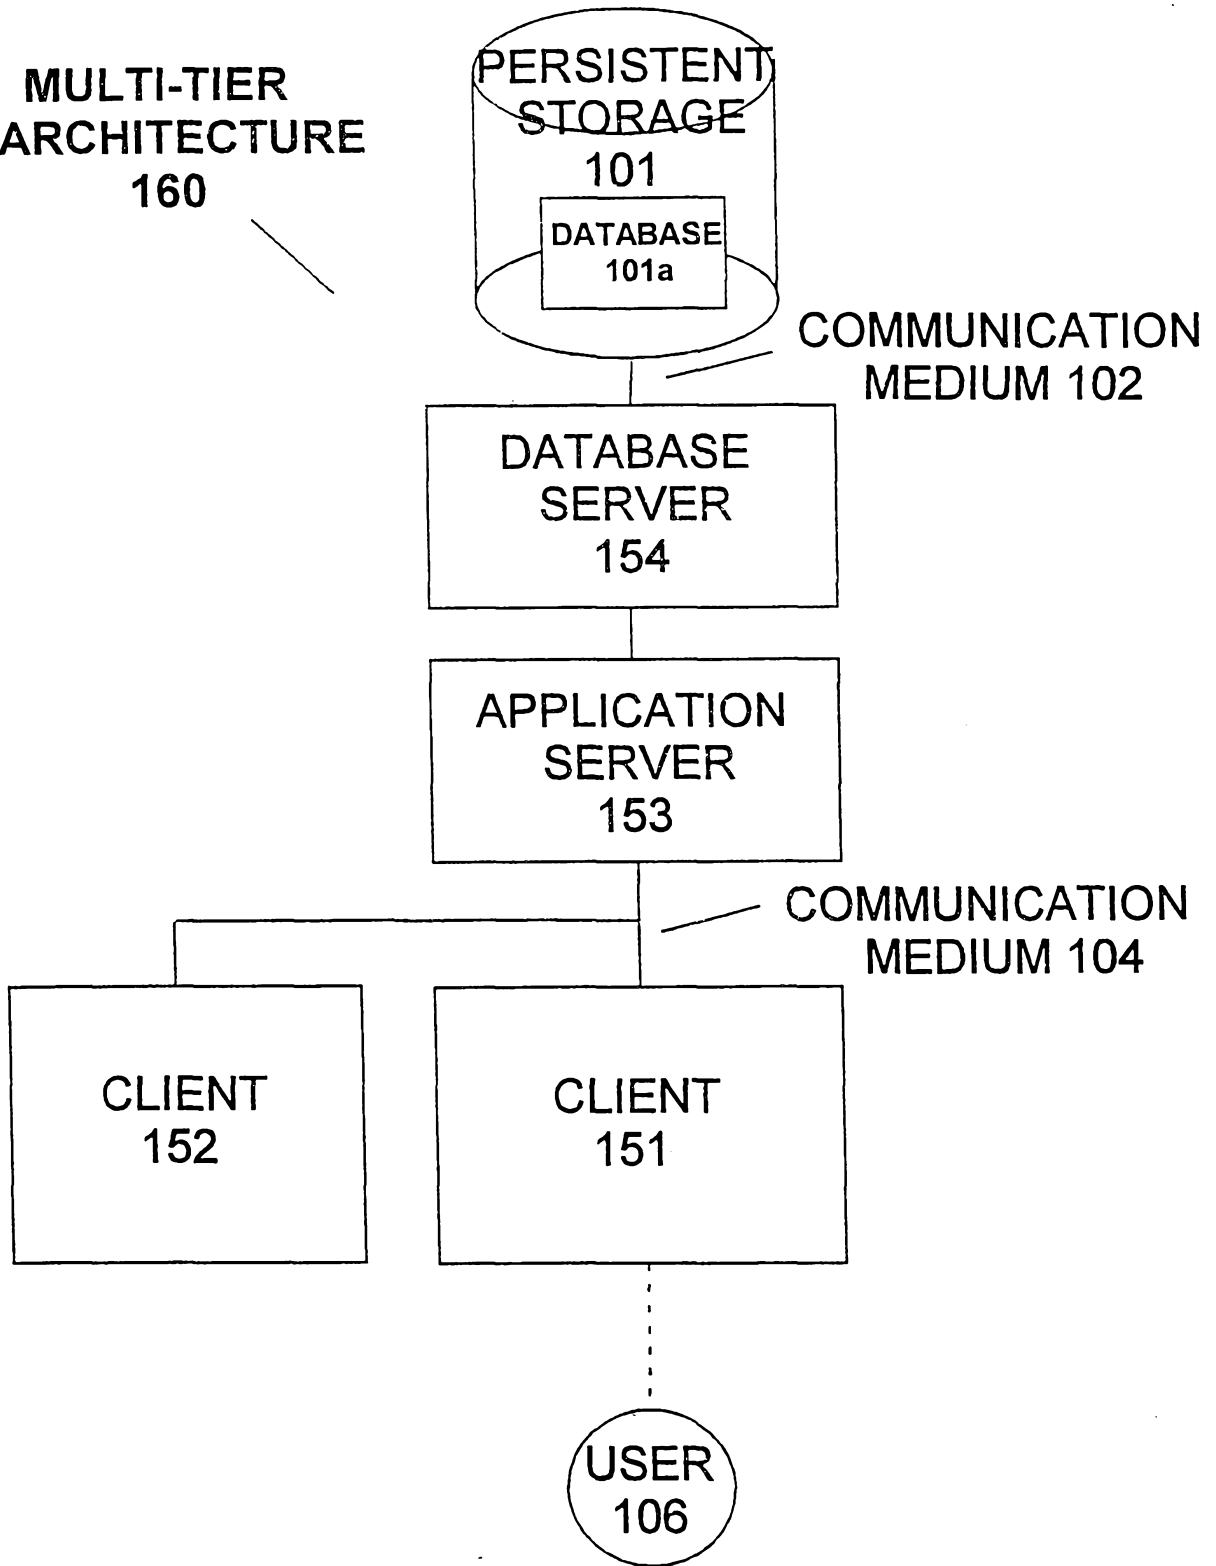 MULTI-TIER
ARCHITECTURE
160
PERSISTENT
STORAGE
101
DATABASE
101a
COMMUNICATION
MEDIUM 102
DATABASE
SERVER
154
APPLICATION
SERVER
153
COMMUNICATION
MEDIUM 104
CLIENT
152
CLIENT
151
USER
106